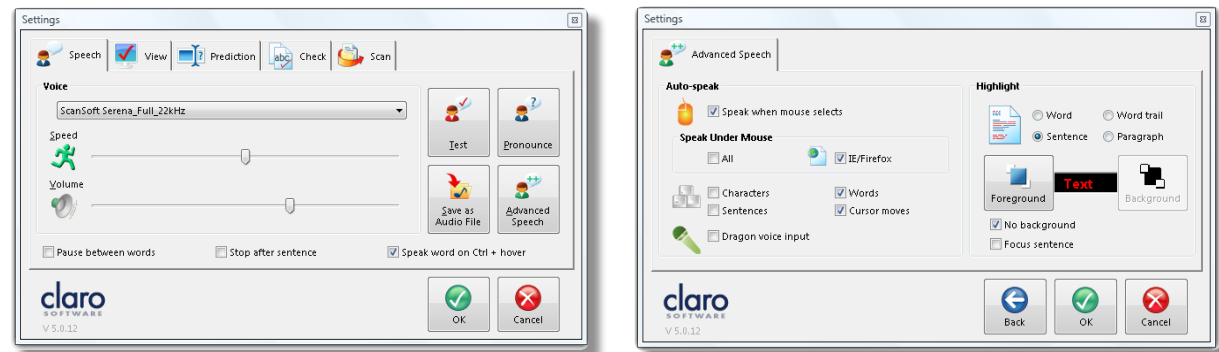 Settings
Speech View Prediction Check Scan
Voice
ScanSoft Serena_Full_22kHz
Speed
Volume
Test Pronounce
Save as Audio File
Advanced Speech
Pause between words Stop after sentence Speak word on Ctrl + hover
claro
SOFTWARE
V 5.0.12
OK Cancel
Settings
Advanced Speech
Auto-speak
Speak when mouse selects
Speak Under Mouse
All IE/Firefox
Characters Words
Sentences Cursor moves
Dragon voice input
Highlight
Word Word trail
Sentence Paragraph
Foreground Text Background
No background
Focus sentence
claro
SOFTWARE
V 5.0.12
Back OK Cancel